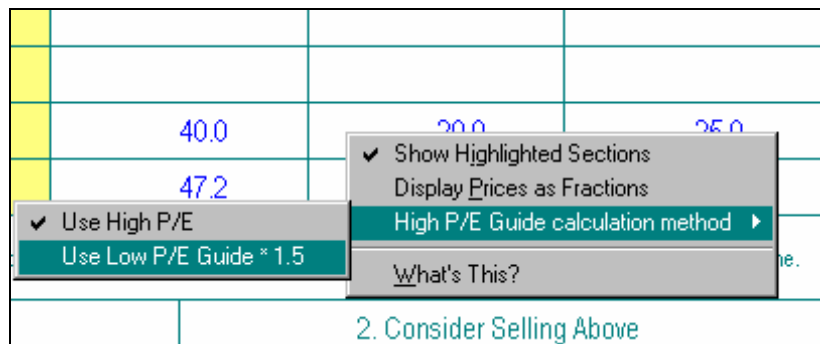 40.0
47.2
✔ Show Highlighted Sections
Display Prices as Fractions
High P/E Guide calculation method
What's This?
✔ Use High P/E
Use Low P/E Guide * 1.5
2. Consider Selling Above